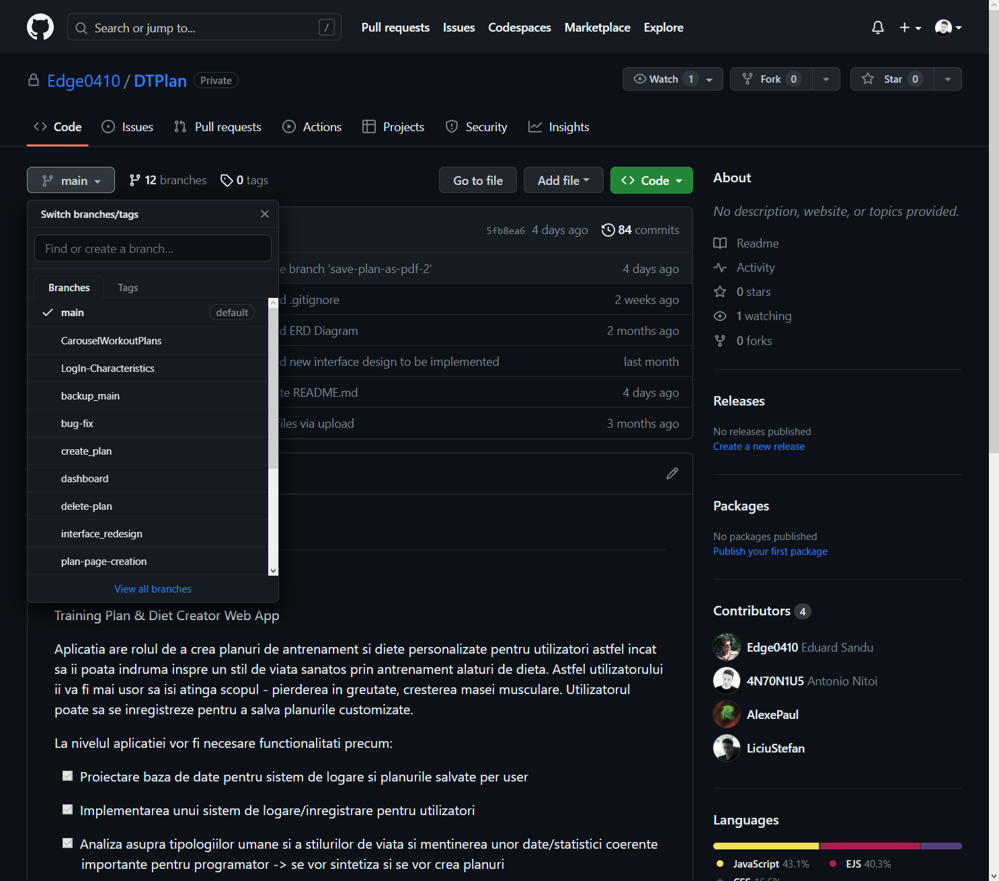 Search or jump to...
/
Pull requests
Issues
Codespaces
Marketplace
Explore
Edge0410 / DTPlan
Private
Watch 1
Fork 0
Star 0
Code
Issues
Pull requests
Actions
Projects
Security
Insights
main
12 branches
0 tags
Go to file
Add file
Code
Switch branches/tags
Find or create a branch...
Branches
Tags
main
default
CarouselWorkoutPlans
LogIn-Characteristics
backup_main
bug-fix
create_plan
dashboard
delete-plan
interface_redesign
plan-page-creation
View all branches
5fb8ea6 4 days ago 84 commits
e branch 'save-plan-as-pdf-2' 4 days ago
d .gitignore 2 weeks ago
d ERD Diagram 2 months ago
d new interface design to be implemented last month
te README.md 4 days ago
files via upload 3 months ago
Training Plan & Diet Creator Web App
Aplicatia are rolul de a crea planuri de antrenament si diete personalizate pentru utilizatori astfel incat
sa ii poata indruma inspre un stil de viata sanatos prin antrenament alaturi de dieta. Astfel utilizatorului
ii va fi mai usor sa isi atinga scopul - pierderea in greutate, cresterea masei musculare. Utilizatorul
poate sa se inregistreze pentru a salva planurile customizate.
La nivelul aplicatiei vor fi necesare functionalitati precum:
Proiectare baza de date pentru sistem de logare si planurile salvate per user
Implementarea unui sistem de logare/inregistrare pentru utilizatori
Analiza asupra tipologiilor umane si a stilurilor de viata si mentinerea unor date/statistici coerente
importante pentru programator -> se vor sintetiza si se vor crea planuri
About
No description, website, or topics provided.
Readme
Activity
0 stars
1 watching
0 forks
Releases
No releases published
Create a new release
Packages
No packages published
Publish your first package
Contributors 4
Edge0410 Eduard Sandu
4N70N1U5 Antonio Nitoi
AlexePaul
LiciuStefan
Languages
JavaScript 43.1%
EJS 40.3%
CSS 16.6%